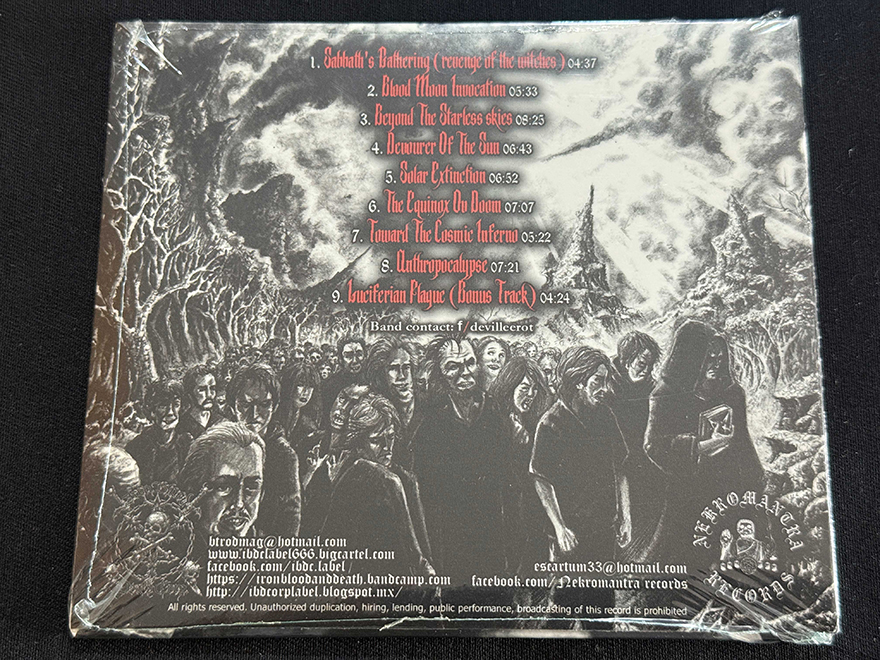 1. Sabbath's Bathering (revenge of the witches) 04:37
2. Blood Moon Invocation 05:33
3. Beyond The Starless skies 08:25
4. Devourer Of The Sun 06:43
5. Solar Extinction 06:52
6. The Equinox Ov Doom 07:07
7. Toward The Cosmic Inferno 05:22
8. Anthropocalypse 07:21
9. Luciferian Plague (Bonus Track) 04:24
Band contact: f/devilleerot
btrodmag@hotmail.com
www.ibdclabel666.bigcartel.com
facebook.com/ibdc.label
https://ironbloodanddeath.bandcamp.com
http://ibdcorplabel.blogspot.mx/
NEKROMANTRA
RECORDS
escartum33@hotmail.com
facebook.com/Nekromantra records
All rights reserved. Unauthorized duplication, hiring, lending, public performance, broadcasting of this record is prohibited